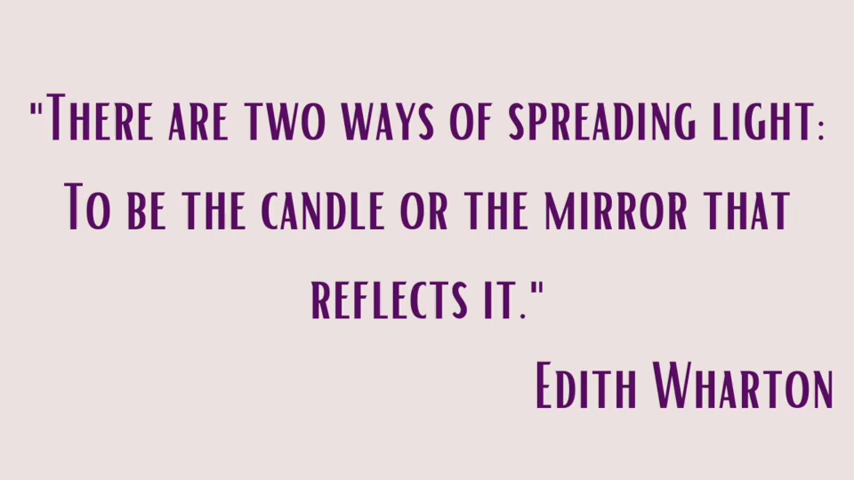 "There are two ways of spreading light:
To be the candle or the mirror that
reflects it."
Edith Wharton